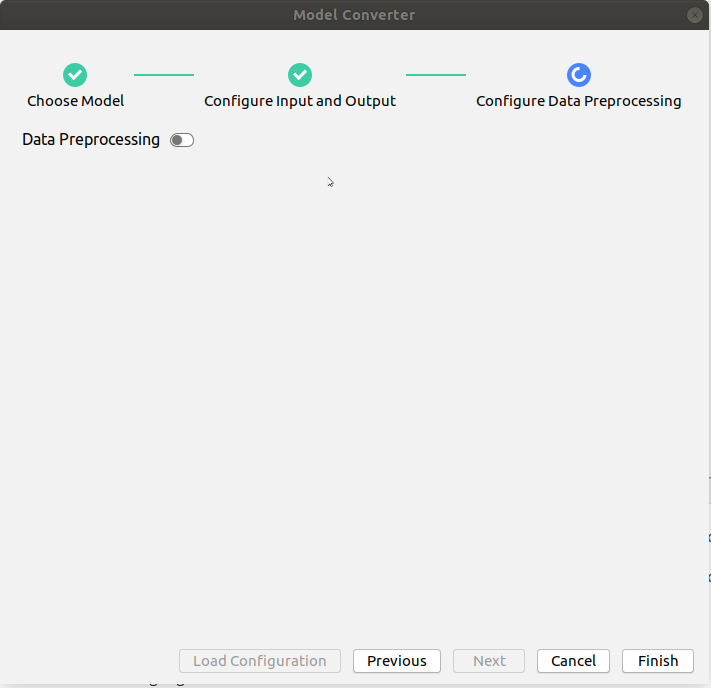 Model Converter
Choose Model
Configure Input and Output
Configure Data Preprocessing
Data Preprocessing
Load Configuration
Previous
Next
Cancel
Finish